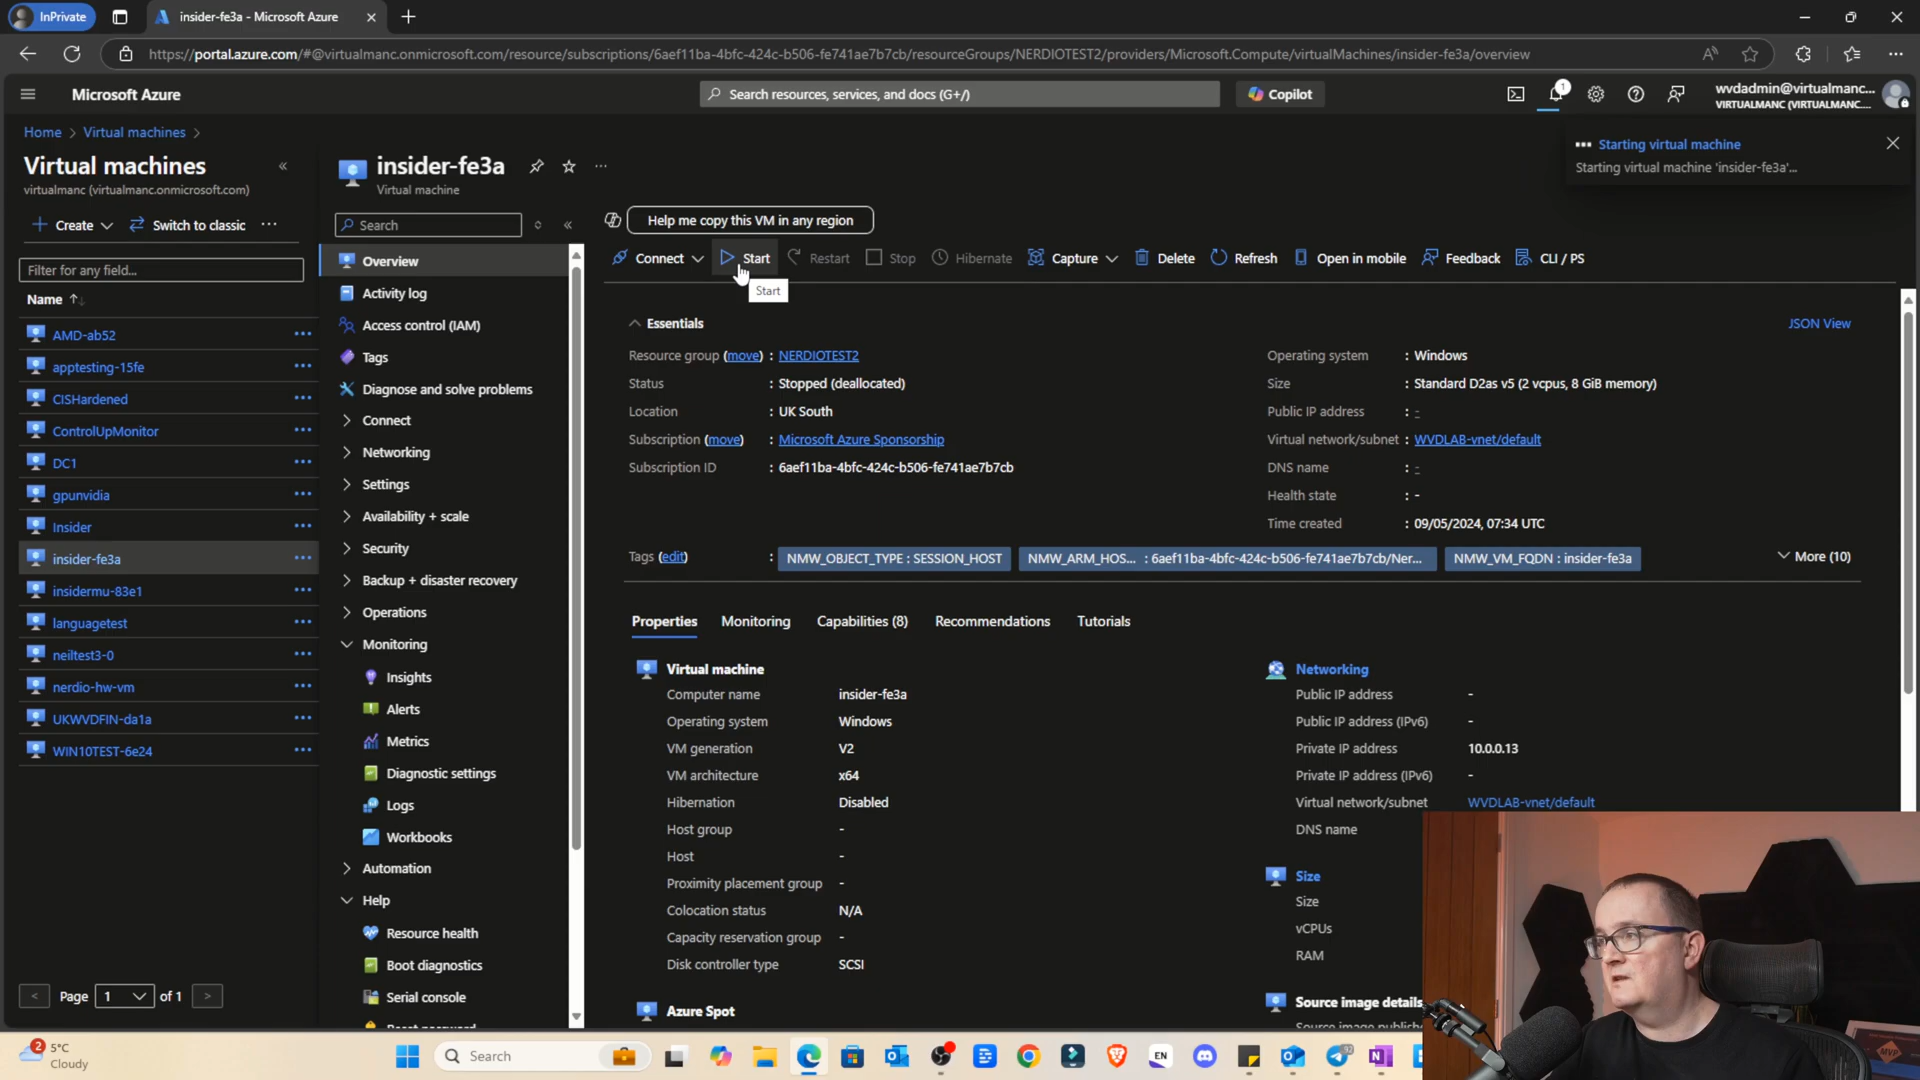 InPrivate
insider-fe3a - Microsoft Azure
https://portal.azure.com/#@virtualmanc.onmicrosoft.com/resource/subscriptions/6aef11ba-4bfc-424c-b506-fe741ae7b7cb/resourceGroups/NERDIOTEST2/providers/Microsoft.Compute/virtualMachines/insider-fe3a/overview
Microsoft Azure
Search resources, services, and docs (G+/)
Copilot
1
wvdadmin@virtualmanc...
VIRTUALMANC (VIRTUALMANC....
Home > Virtual machines >
Starting virtual machine
Starting virtual machine 'insider-fe3a'...
Virtual machines
virtualmanc (virtualmanc.onmicrosoft.com)
Create
Switch to classic
Filter for any field...
Name
AMD-ab52
apptesting-15fe
CISHardened
ControlUpMonitor
DC1
gpunvidia
Insider
insider-fe3a
insidermu-83e1
languagetest
neiltest3-0
nerdio-hw-vm
UKWVDFIN-da1a
WIN10TEST-6e24
< Page 1 of 1 >
insider-fe3a
Virtual machine
Search
Overview
Activity log
Access control (IAM)
Tags
Diagnose and solve problems
Connect
Networking
Settings
Availability + scale
Security
Backup + disaster recovery
Operations
Monitoring
Insights
Alerts
Metrics
Diagnostic settings
Logs
Workbooks
Automation
Help
Resource health
Boot diagnostics
Serial console
Help me copy this VM in any region
Connect
Start
Restart
Stop
Hibernate
Capture
Delete
Refresh
Open in mobile
Feedback
CLI / PS
Start
Essentials
JSON View
Resource group (move) : NERDIOTEST2
Status : Stopped (deallocated)
Location : UK South
Subscription (move) : Microsoft Azure Sponsorship
Subscription ID : 6aef11ba-4bfc-424c-b506-fe741ae7b7cb
Operating system : Windows
Size : Standard D2as v5 (2 vcpus, 8 GiB memory)
Public IP address : -
Virtual network/subnet : WVDLAB-vnet/default
DNS name : -
Health state : -
Time created : 09/05/2024, 07:34 UTC
Tags (edit) : NMW_OBJECT_TYPE : SESSION_HOST NMW_ARM_HOS... : 6aef11ba-4bfc-424c-b506-fe741ae7b7cb/Ner... NMW_VM_FQDN : insider-fe3a More (10)
Properties
Monitoring
Capabilities (8)
Recommendations
Tutorials
Virtual machine
Computer name insider-fe3a
Operating system Windows
VM generation V2
VM architecture x64
Hibernation Disabled
Host group -
Host -
Proximity placement group -
Colocation status N/A
Capacity reservation group -
Disk controller type SCSI
Azure Spot
Networking
Public IP address -
Public IP address (IPv6) -
Private IP address 10.0.0.13
Private IP address (IPv6) -
Virtual network/subnet WVDLAB-vnet/default
DNS name
Size
Size
vCPUs
RAM
Source image details
MVP
2
5°C
Cloudy
Search
EN
92